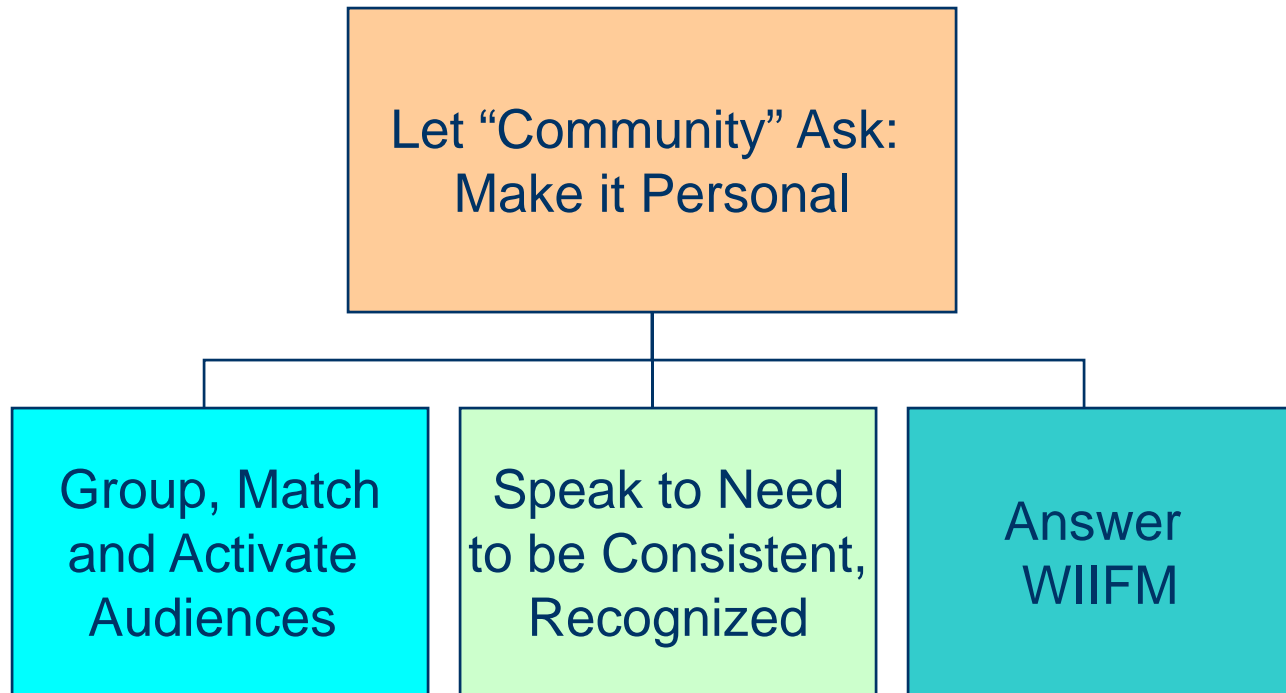 Let “Community” Ask:
Make it Personal
Group, Match
and Activate
Audiences
Speak to Need
to be Consistent,
Recognized
Answer
WIIFM